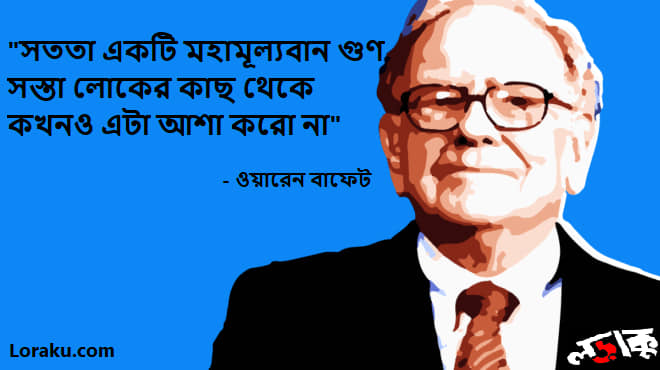 "সততা একটি মহামূল্যবান গুণ
সস্তা লোকের কাছ থেকে
কখনও এটা আশা করো না"
- ওয়ারেন বাফেট
Loraku.com
লড়াকু